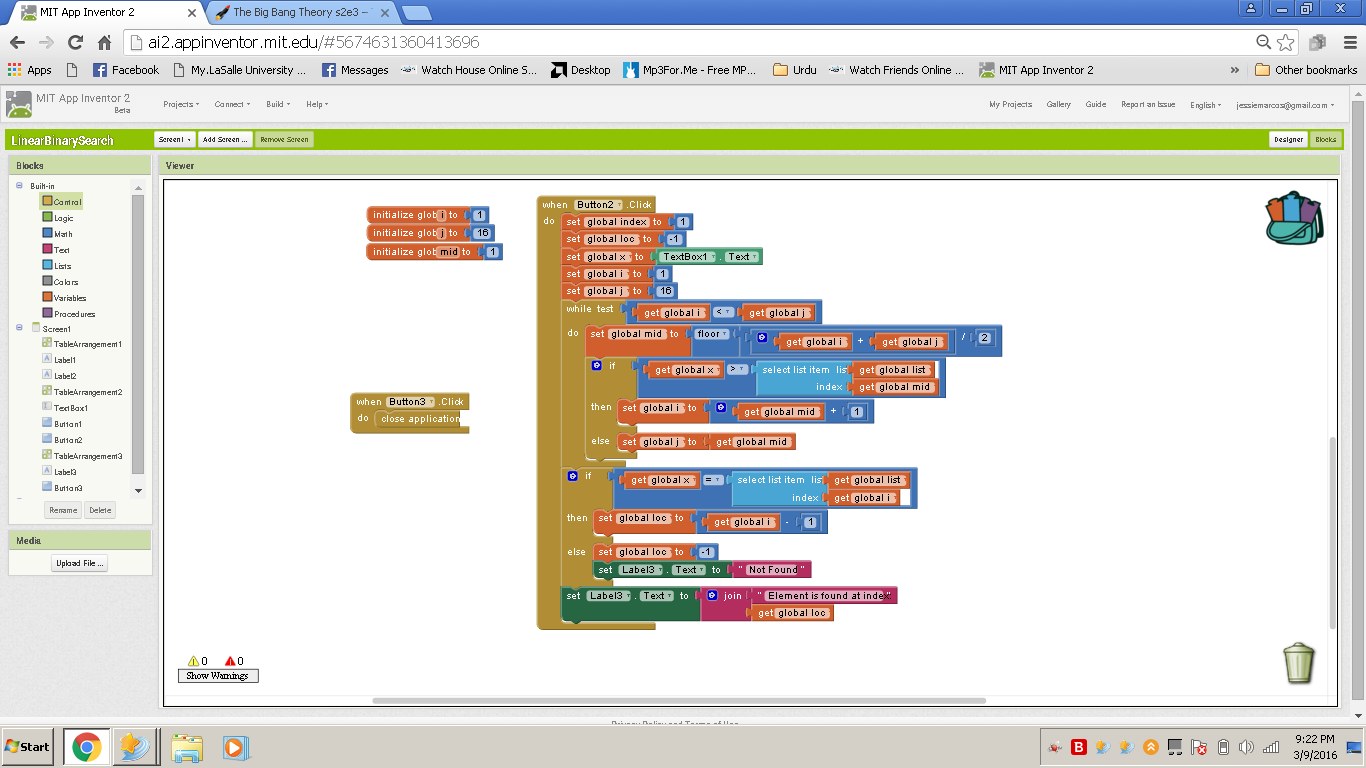 MIT App Inventor 2
The Big Bang Theory s2e3 –
ai2.appinventor.mit.edu/#5674631360413696
Apps Facebook My.LaSalle University ... Messages Watch House Online S... Desktop Mp3For.Me - Free MP... Urdu Watch Friends Online ... MIT App Inventor 2 » Other bookmarks
MIT App Inventor 2
Beta
Projects Connect Build Help My Projects Gallery Guide Report an Issue English jessiemarcos@gmail.com
LinearBinarySearch Screen1 Add Screen ... Remove Screen Designer Blocks
Blocks
Built-in
Control
Logic
Math
Text
Lists
Colors
Variables
Procedures
Screen1
TableArrangement1
Label1
Label2
TableArrangement2
TextBox1
Button1
Button2
TableArrangement3
Label3
Button3
Rename Delete
Media
Upload File ...
Viewer
initialize glob i to 1
initialize glob j to 16
initialize glob mid to 1
when Button3 .Click
do close application
when Button2 .Click
do set global index to 1
set global loc to -1
set global x to TextBox1 . Text
set global i to 1
set global j to 16
while test get global i < get global j
do set global mid to floor get global i + get global j / 2
if get global x > select list item list get global list
index get global mid
then set global i to get global mid + 1
else set global j to get global mid
if get global x = select list item list get global list
index get global i
then set global loc to get global i - 1
else set global loc to -1
set Label3 . Text to " Not Found "
set Label3 . Text to join " Element is found at index "
get global loc
0 0
Show Warnings
Privacy Policy and Terms of Use
Start
9:22 PM
3/9/2016